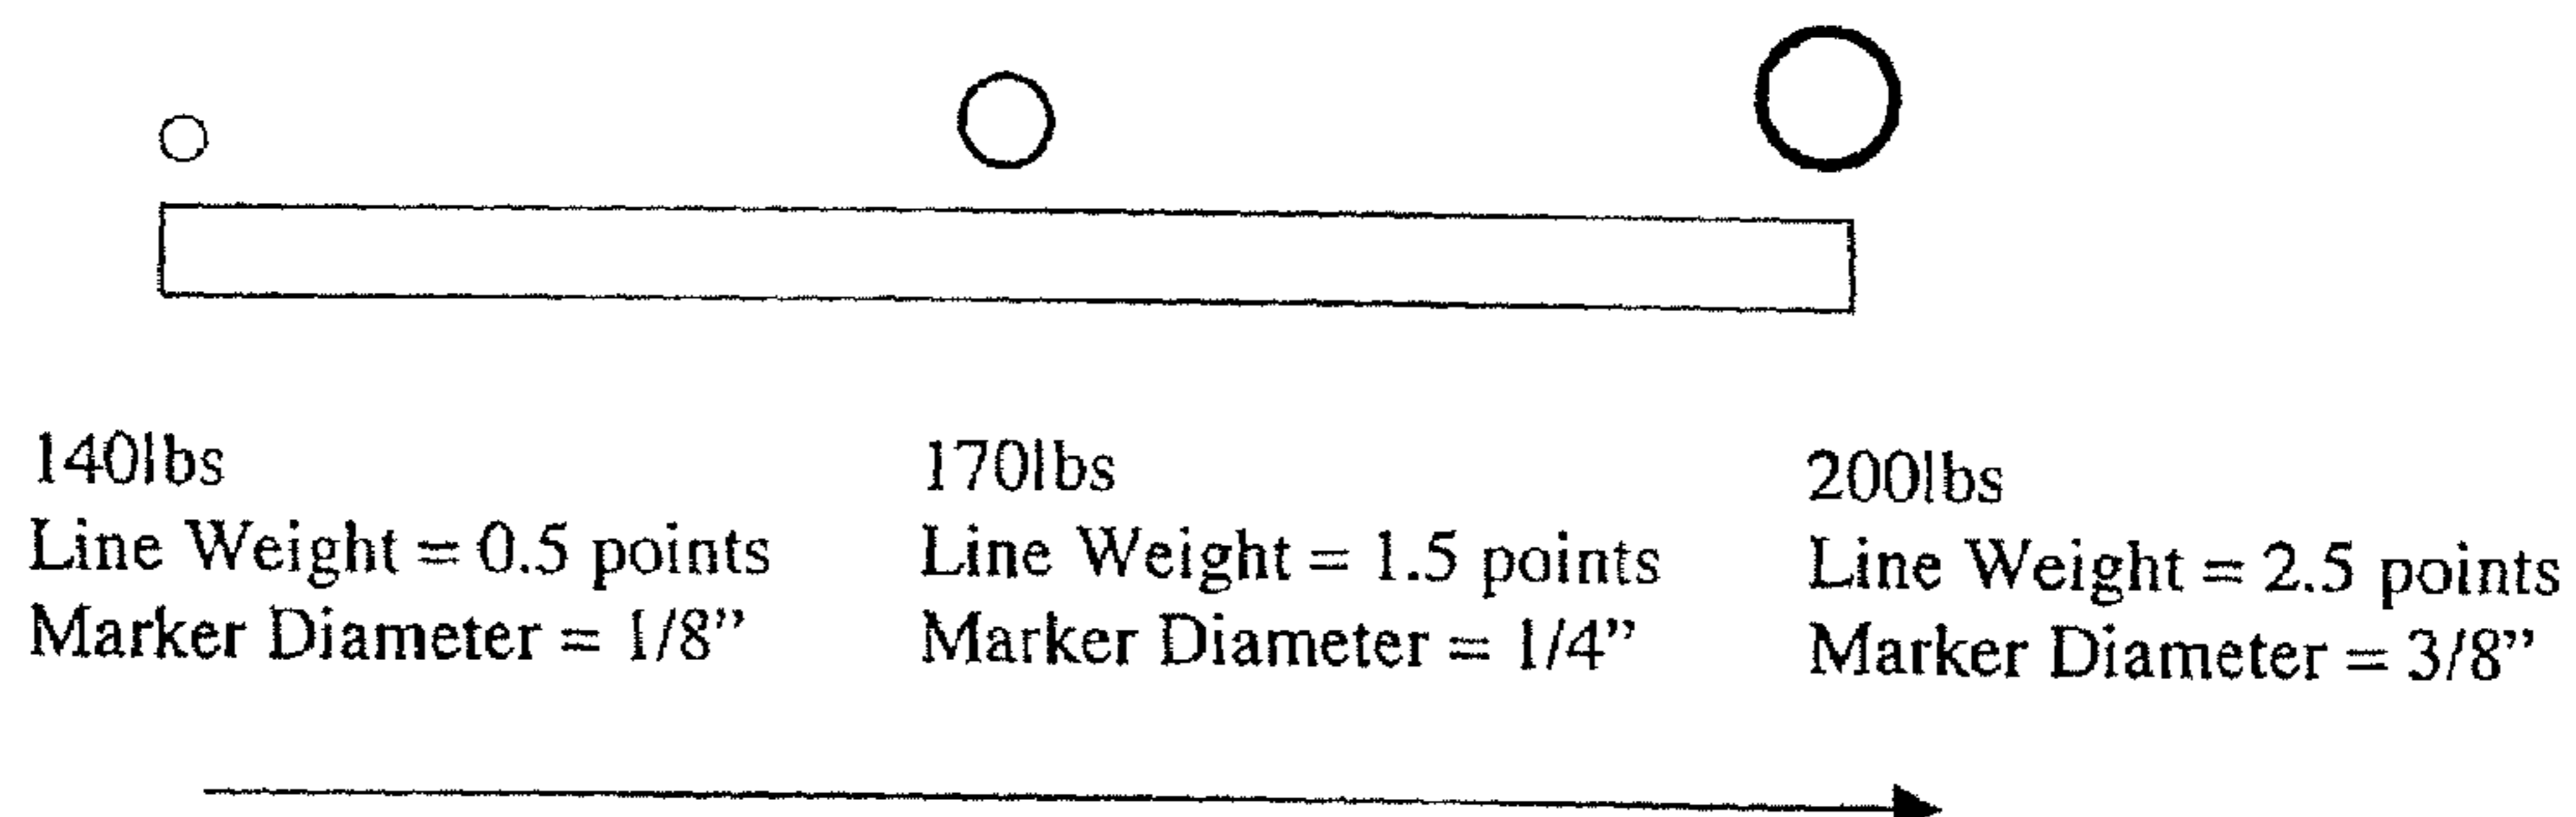 140lbs
Line Weight = 0.5 points
Marker Diameter = 1/8”
170lbs
Line Weight = 1.5 points
Marker Diameter = 1/4”
200lbs
Line Weight = 2.5 points
Marker Diameter = 3/8”